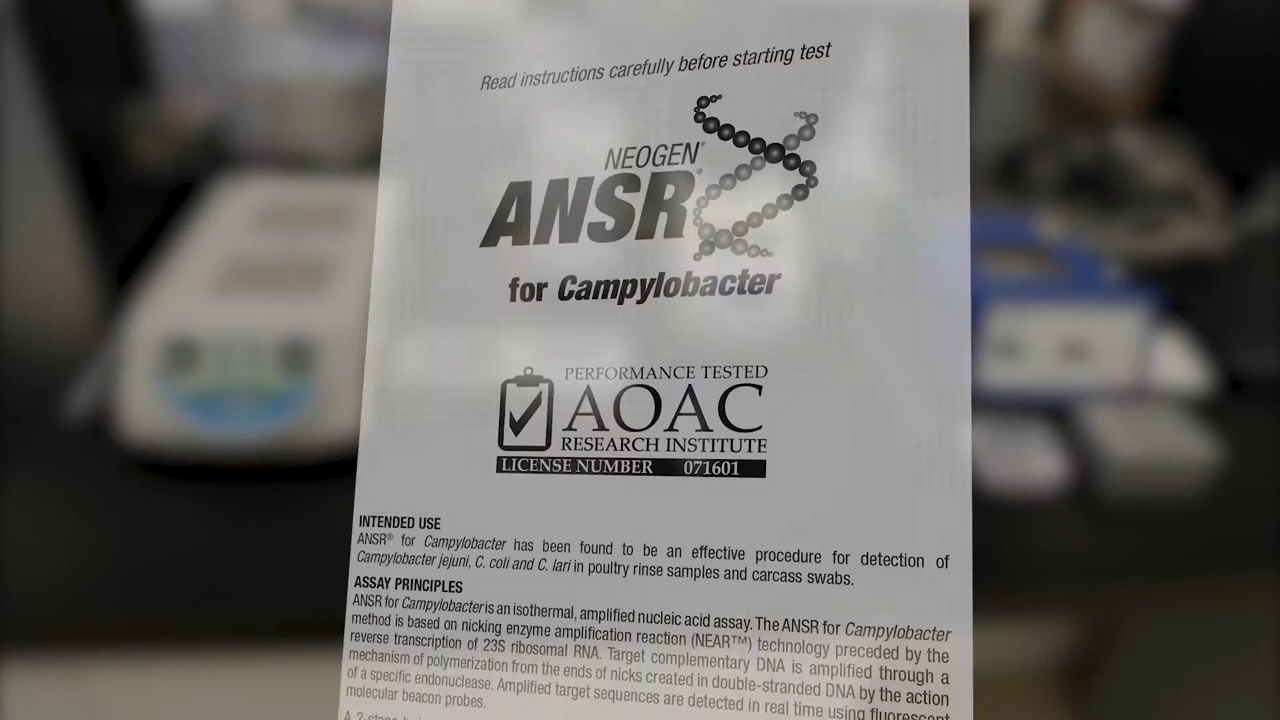 Read instructions carefully before starting test
NEOGEN®
ANSR®
for Campylobacter
PERFORMANCE TESTED
AOAC
RESEARCH INSTITUTE
LICENSE NUMBER 071601
INTENDED USE
ANSR® for Campylobacter has been found to be an effective procedure for detection of
Campylobacter jejuni, C. coli and C. lari in poultry rinse samples and carcass swabs.
ASSAY PRINCIPLES
ANSR for Campylobacter is an isothermal, amplified nucleic acid assay. The ANSR for Campylobacter
method is based on nicking enzyme amplification reaction (NEAR™) technology preceded by the
reverse transcription of 23S ribosomal RNA. Target complementary DNA is amplified through a
mechanism of polymerization from the ends of nicks created in double-stranded DNA by the action
of a specific endonuclease. Amplified target sequences are detected in real time using fluorescent
molecular beacon probes.